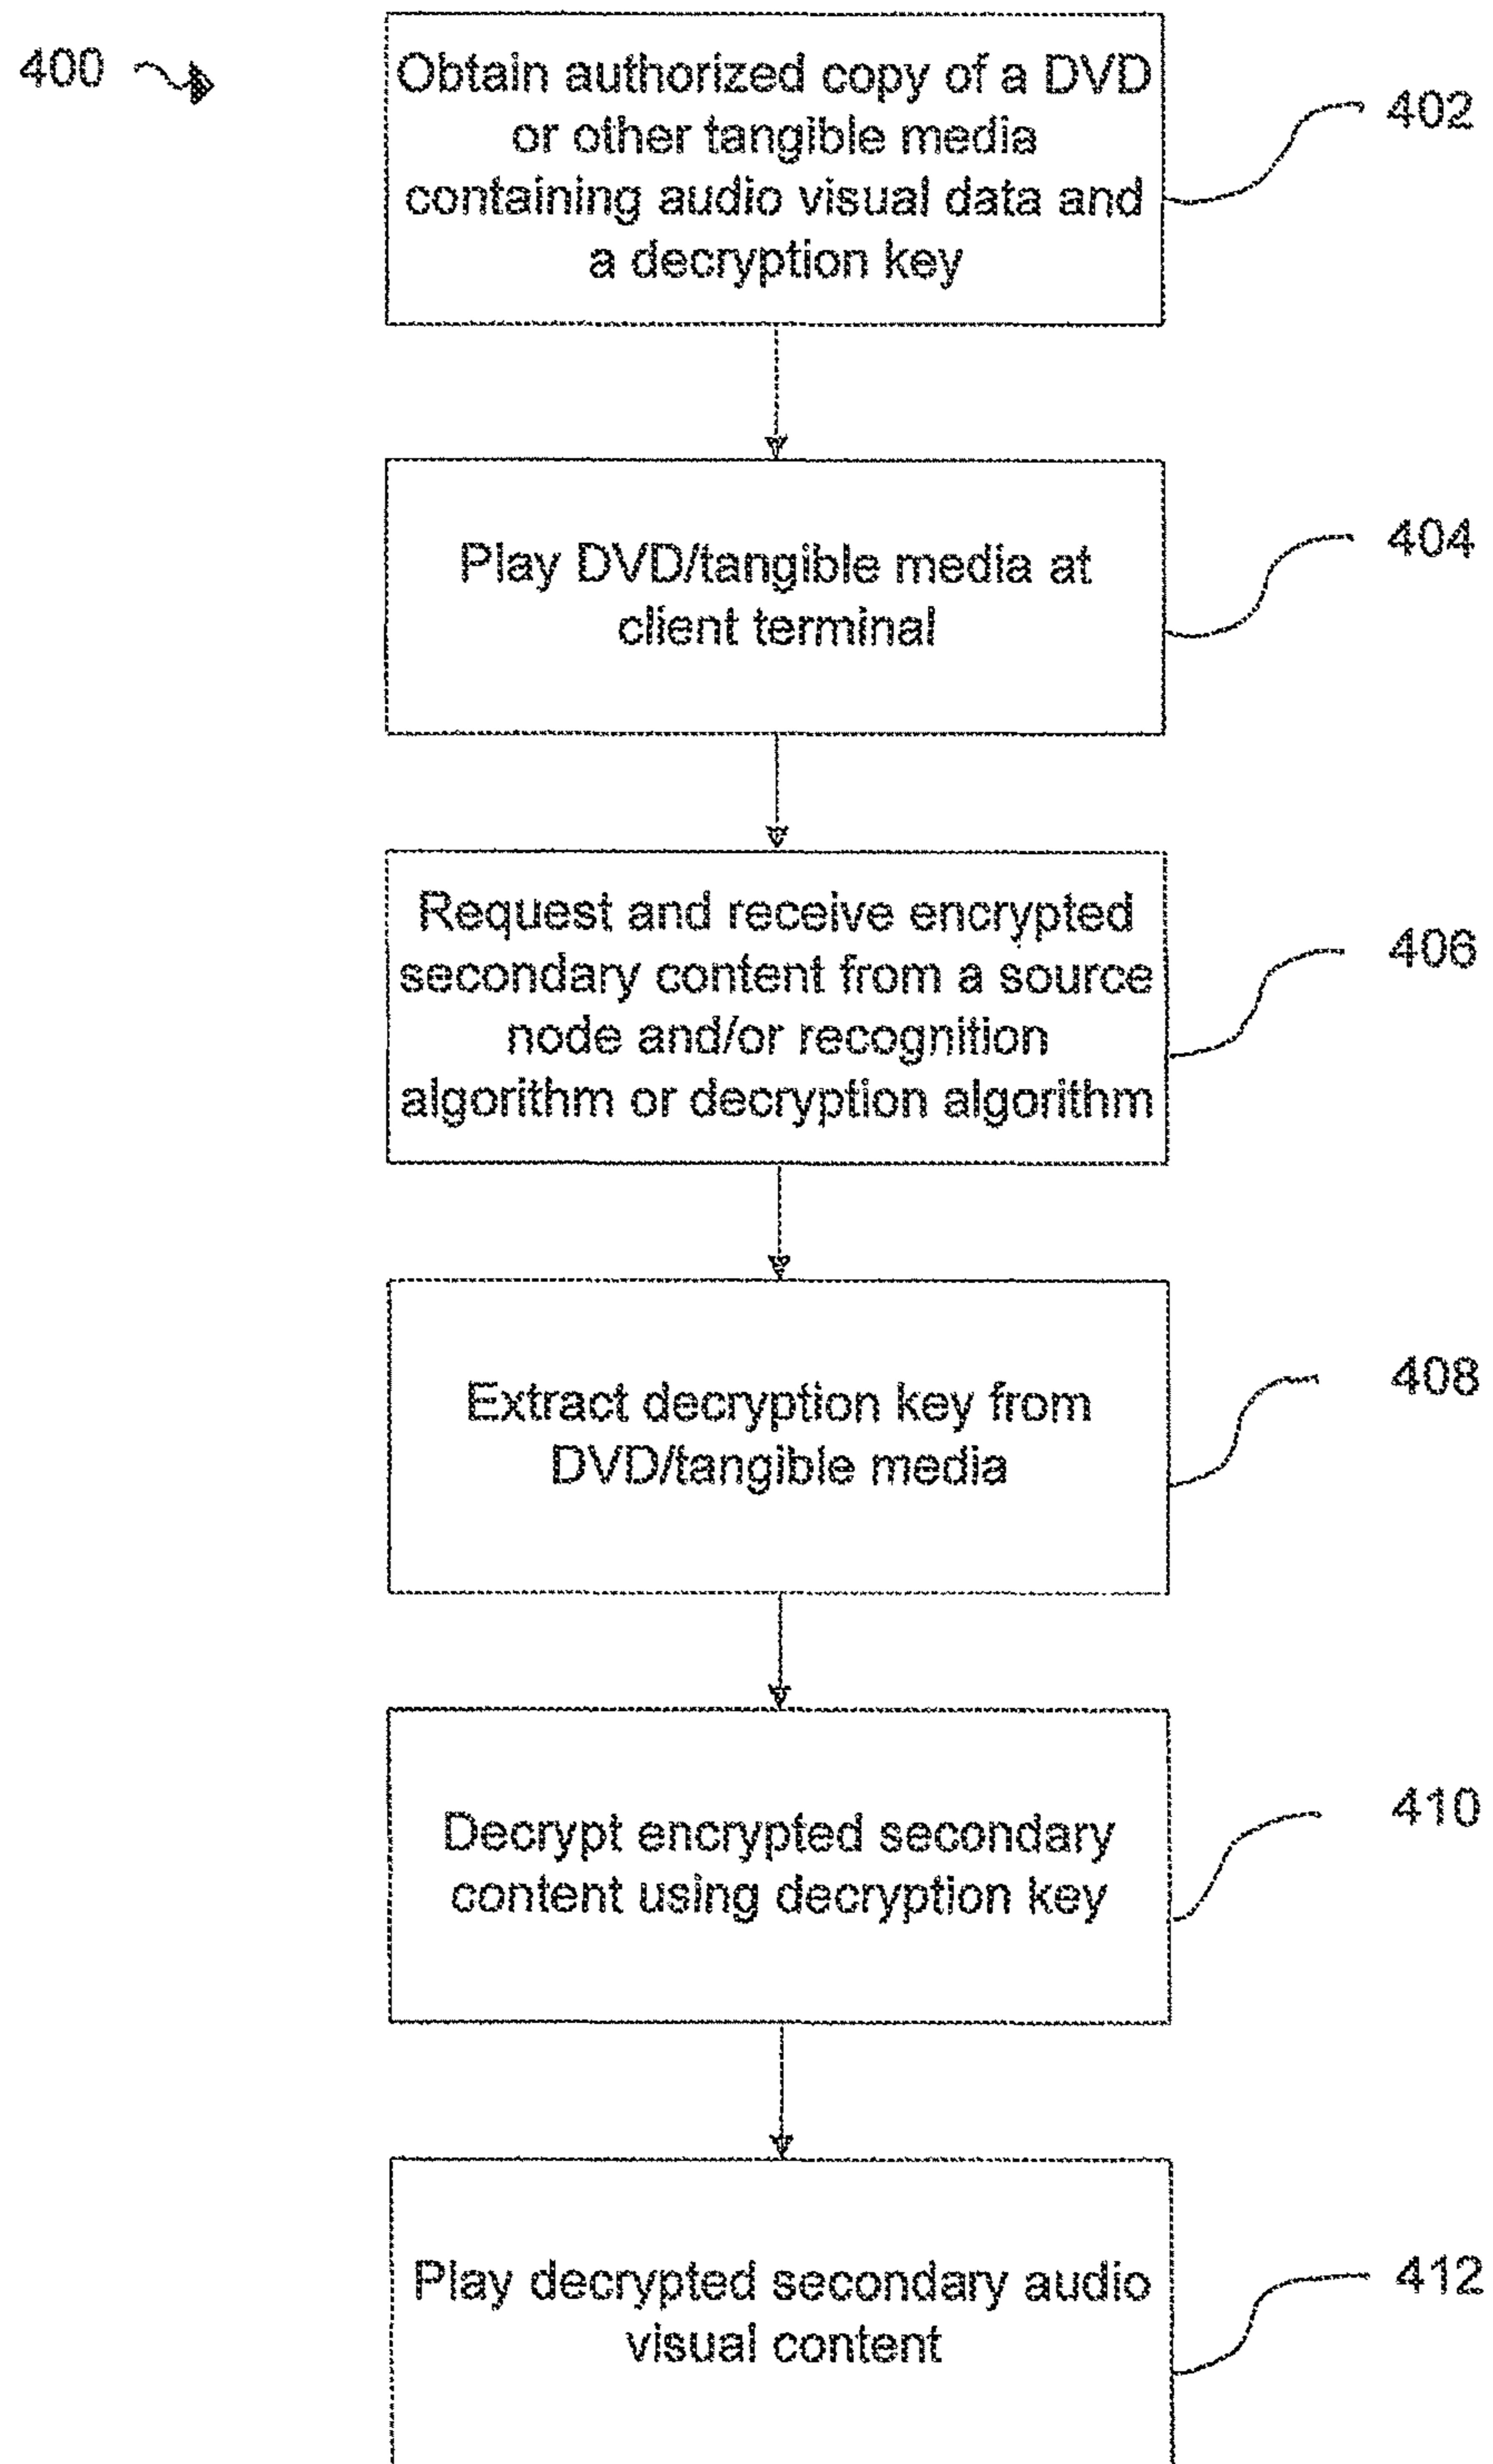 400
Obtain authorized copy of a DVD
or other tangible media
containing audio visual data and
a decryption key
402
Play DVD/tangible media at
client terminal
404
Request and receive encrypted
secondary content from a source
node and/or recognition
algorithm or decryption algorithm
406
Extract decryption key from
DVD/tangible media
408
Decrypt encrypted secondary
content using decryption key
410
Play decrypted secondary audio
visual content
412